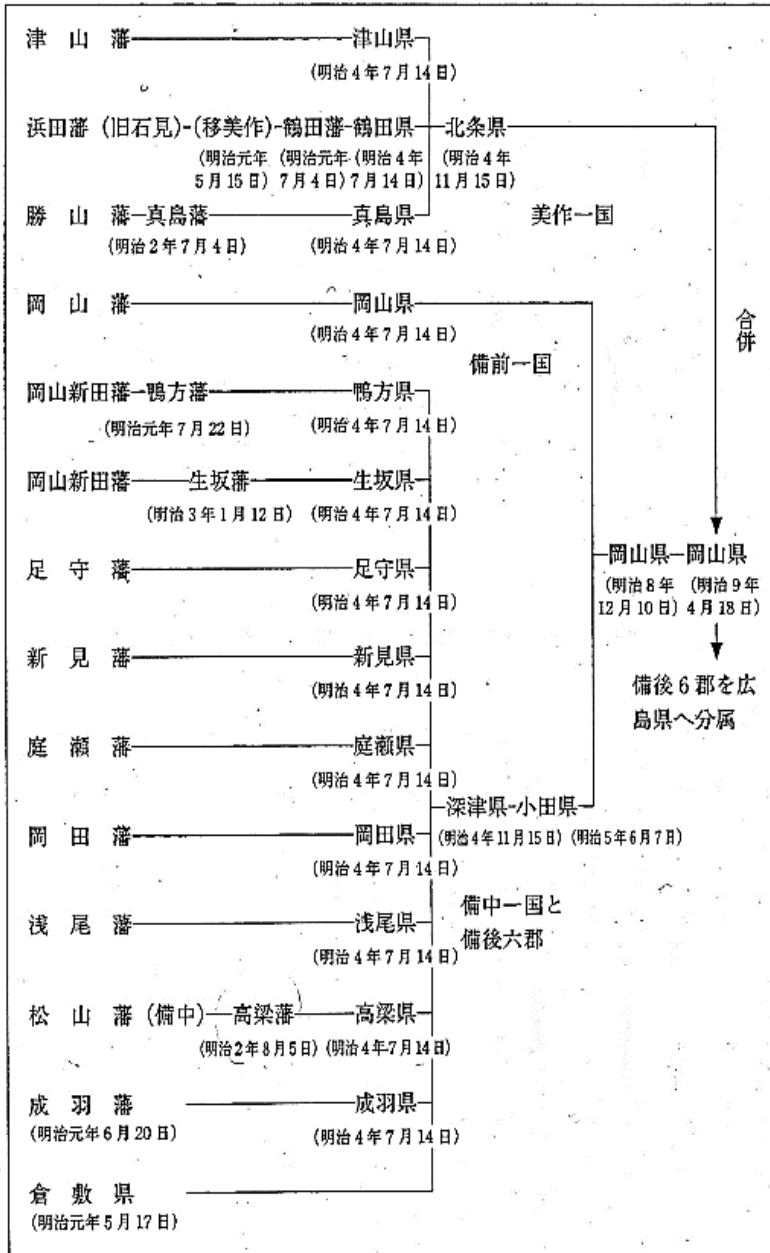 津山藩 津山県
(明治4年7月14日)
浜田藩(旧石見)-(移美作)-鶴田藩-鶴田県 北条県
(明治元年 (明治元年 (明治4年 (明治4年
5月15日) 7月4日) 7月14日) 11月15日)
勝山藩-真島藩 真島県 美作一国
(明治2年7月4日) (明治4年7月14日)
岡山藩 岡山県
(明治4年7月14日)
合併
備前一国
岡山新田藩-鴨方藩 鴨方県
(明治元年7月22日) (明治4年7月14日)
岡山新田藩 生坂藩 生坂県
(明治3年1月12日) (明治4年7月14日)
岡山県-岡山県
足守藩 足守県
(明治8年 (明治9年
12月10日) 4月18日)
(明治4年7月14日)
新見藩 新見県
(明治4年7月14日)
備後6郡を広
島県へ分属
庭瀬藩 庭瀬県
(明治4年7月14日)
深津県-小田県
岡田藩 岡田県
(明治4年11月15日) (明治5年6月7日)
(明治4年7月14日)
浅尾藩 浅尾県
(明治4年7月14日)
備中一国と
備後六郡
松山藩(備中)-高梁藩 高梁県
(明治2年8月5日) (明治4年7月14日)
成羽藩 成羽県
(明治元年6月20日) (明治4年7月14日)
倉敷県
(明治元年5月17日)